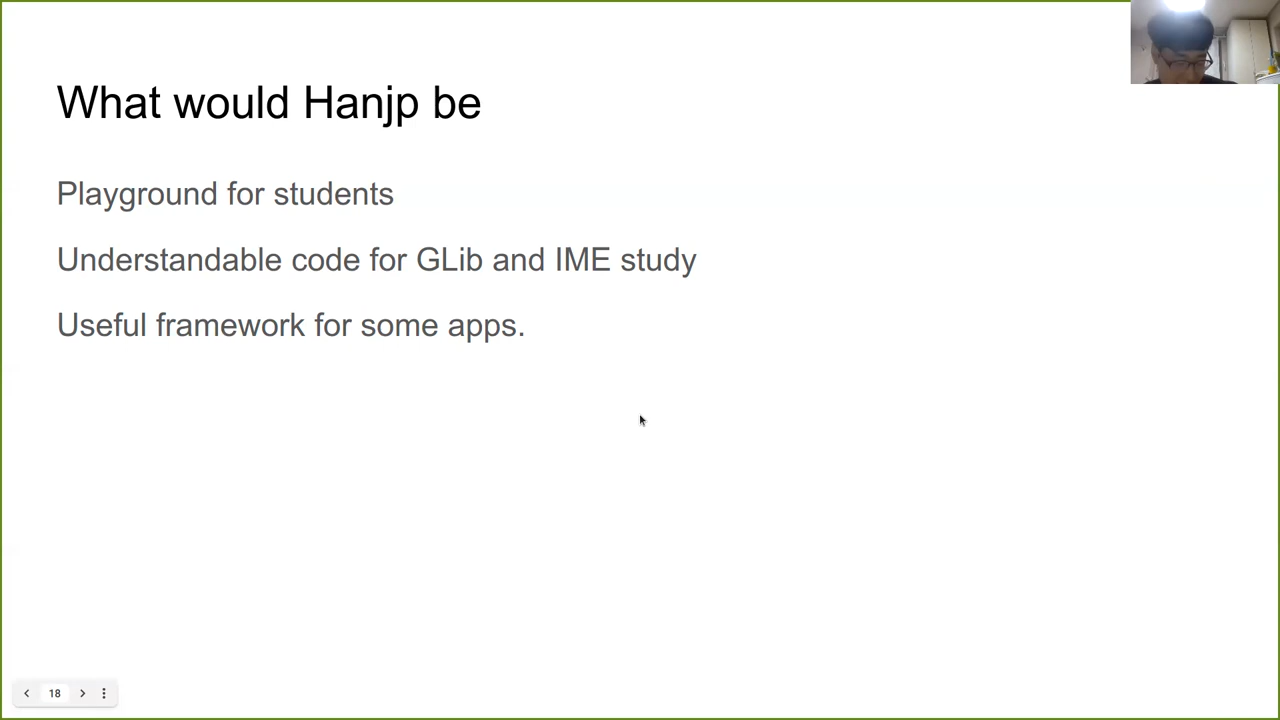 What would Hanjp be
Playground for students
Understandable code for GLib and IME study
Useful framework for some apps.
18